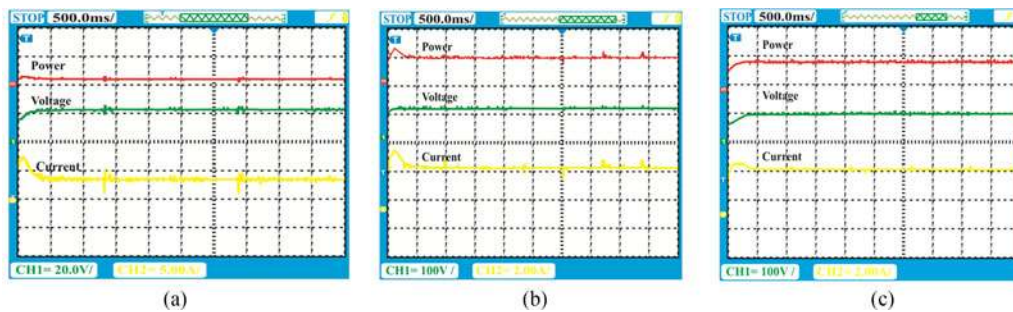 STOP 500.0ms/
T
Power
Voltage
Current
CH1= 20.0V/ CH2= 5.00A/
(a)
STOP 500.0ms/
T
Power
Voltage
Current
CH1= 100V/ CH2= 2.00A/
(b)
STOP 500.0ms/
T
Power
Voltage
Current
CH1= 100V/ CH2= 2.00A/
(c)